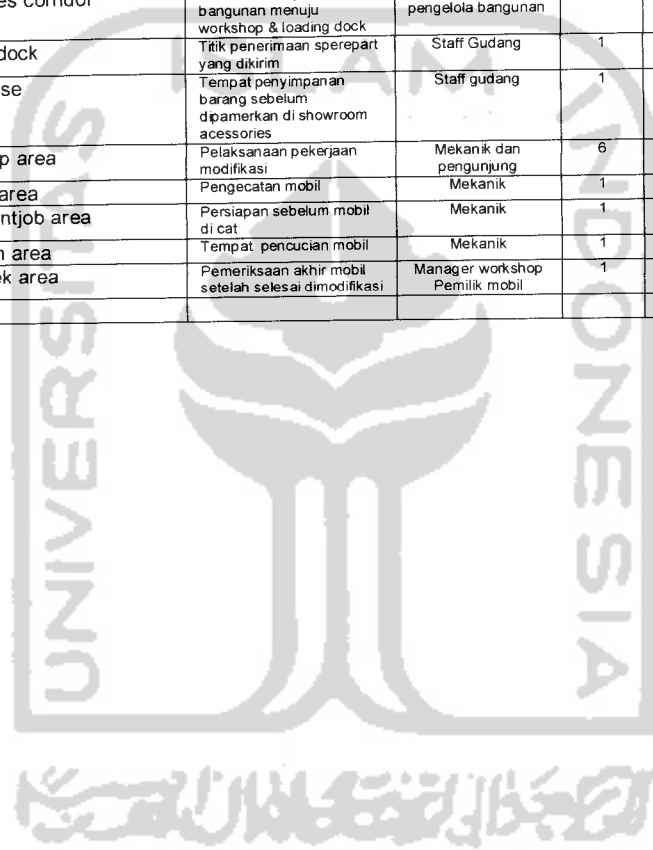 es corridor
bangunan menuju
workshop & loading dock
pengelola bangunan
dock
Titik penerimaan sperepart
yang dikirim
Staff Gudang
1
se
Tempat penyimpanan
barang sebelum
dipamerkan di showroom
acessories
Staff gudang
1
p area
Pelaksanaan pekerjaan
modifikasi
Mekanik dan
pengunjung
6
area
Pengecatan mobil
Mekanik
1
ntjob area
Persiapan sebelum mobil
di cat
Mekanik
1
n area
Tempat pencucian mobil
Mekanik
1
ek area
Pemeriksaan akhir mobil
setelah selesai dimodifikasi
Manager workshop
Pemilik mobil
1
ISLAM
UNIVERSITAS
INDONESIA